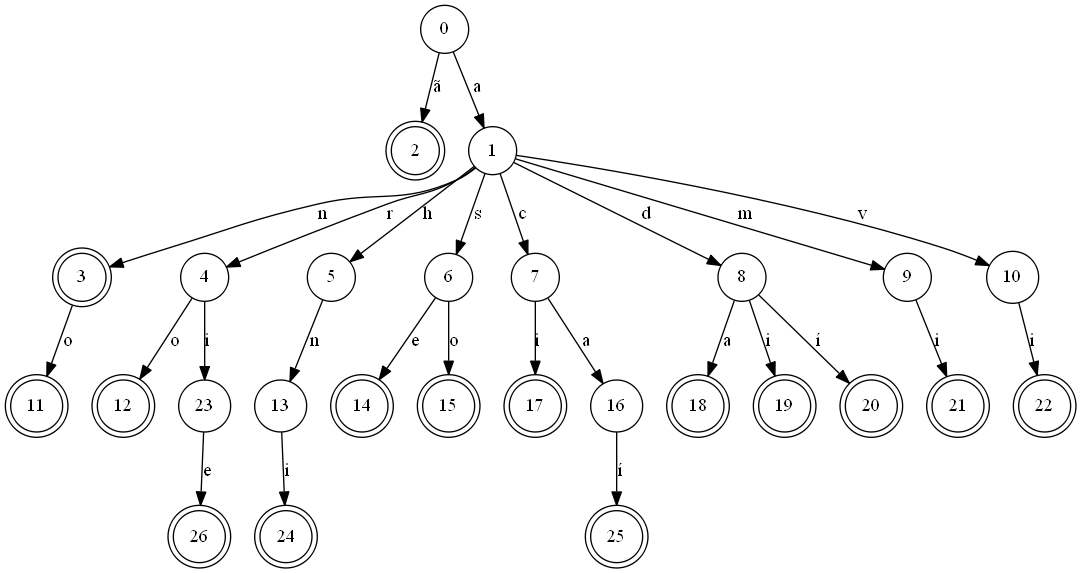 0
ã a
2 1
n r h s c d m v
3 4 5 6 7 8 9 10
o o i n e o i a a i í i i
11 12 23 13 14 15 17 16 18 19 20 21 22
e i í
26 24 25